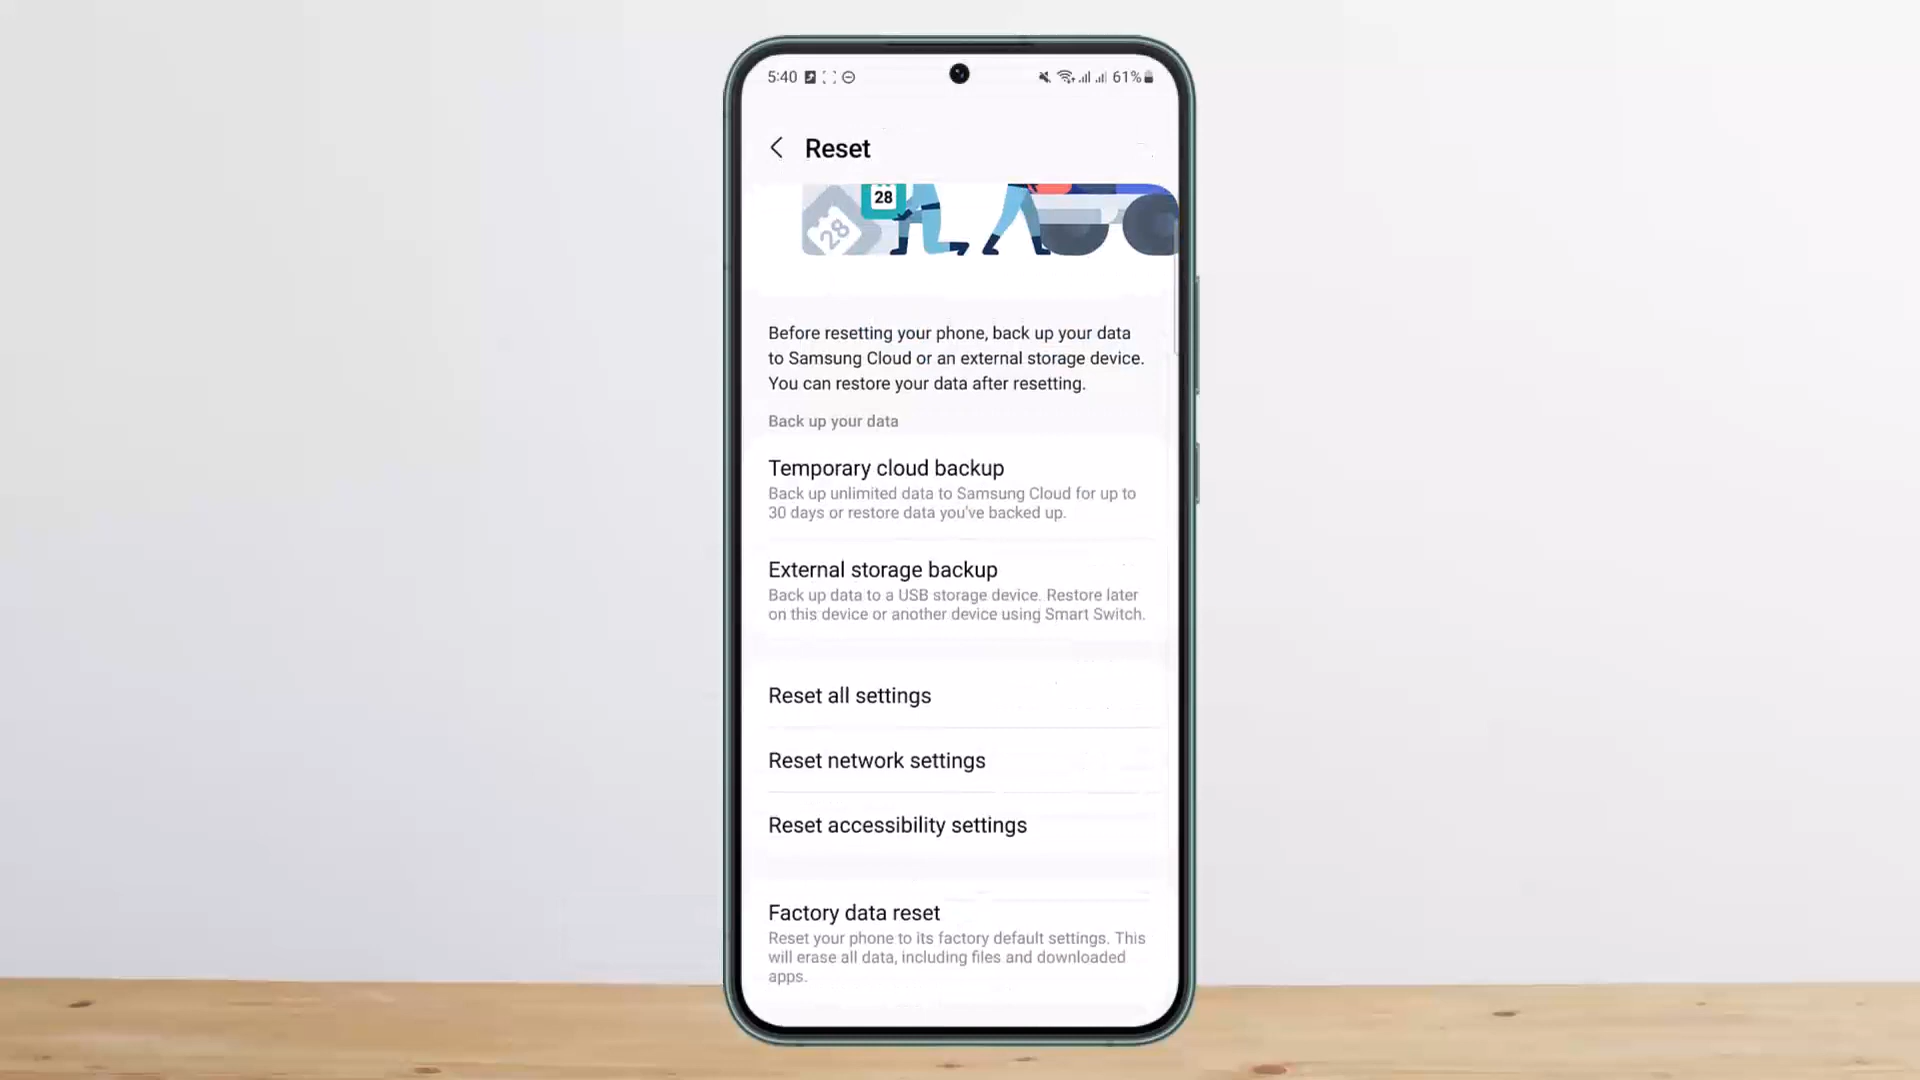 5:40
61%
Reset
28
28
Before resetting your phone, back up your data
to Samsung Cloud or an external storage device.
You can restore your data after resetting.
Back up your data
Temporary cloud backup
Back up unlimited data to Samsung Cloud for up to
30 days or restore data you've backed up.
External storage backup
Back up data to a USB storage device. Restore later
on this device or another device using Smart Switch.
Reset all settings
Reset network settings
Reset accessibility settings
Factory data reset
Reset your phone to its factory default settings. This
will erase all data, including files and downloaded
apps.